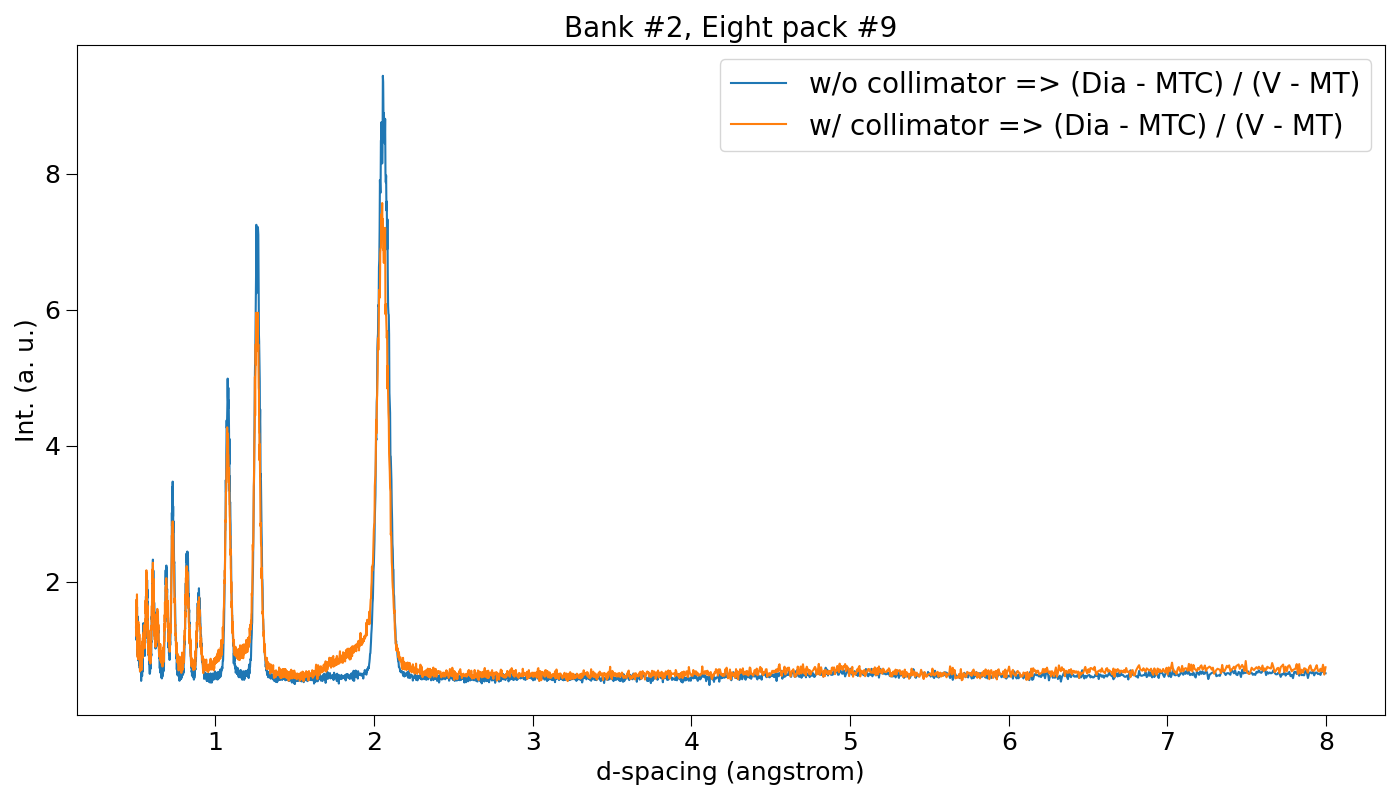 Bank #2, Eight pack #9
w/o collimator => (Dia - MTC) / (V - MT)
w/ collimator => (Dia - MTC) / (V - MT)
Int. (a. u.)
8
6
4
2
1 2 3 4 5 6 7 8
d-spacing (angstrom)